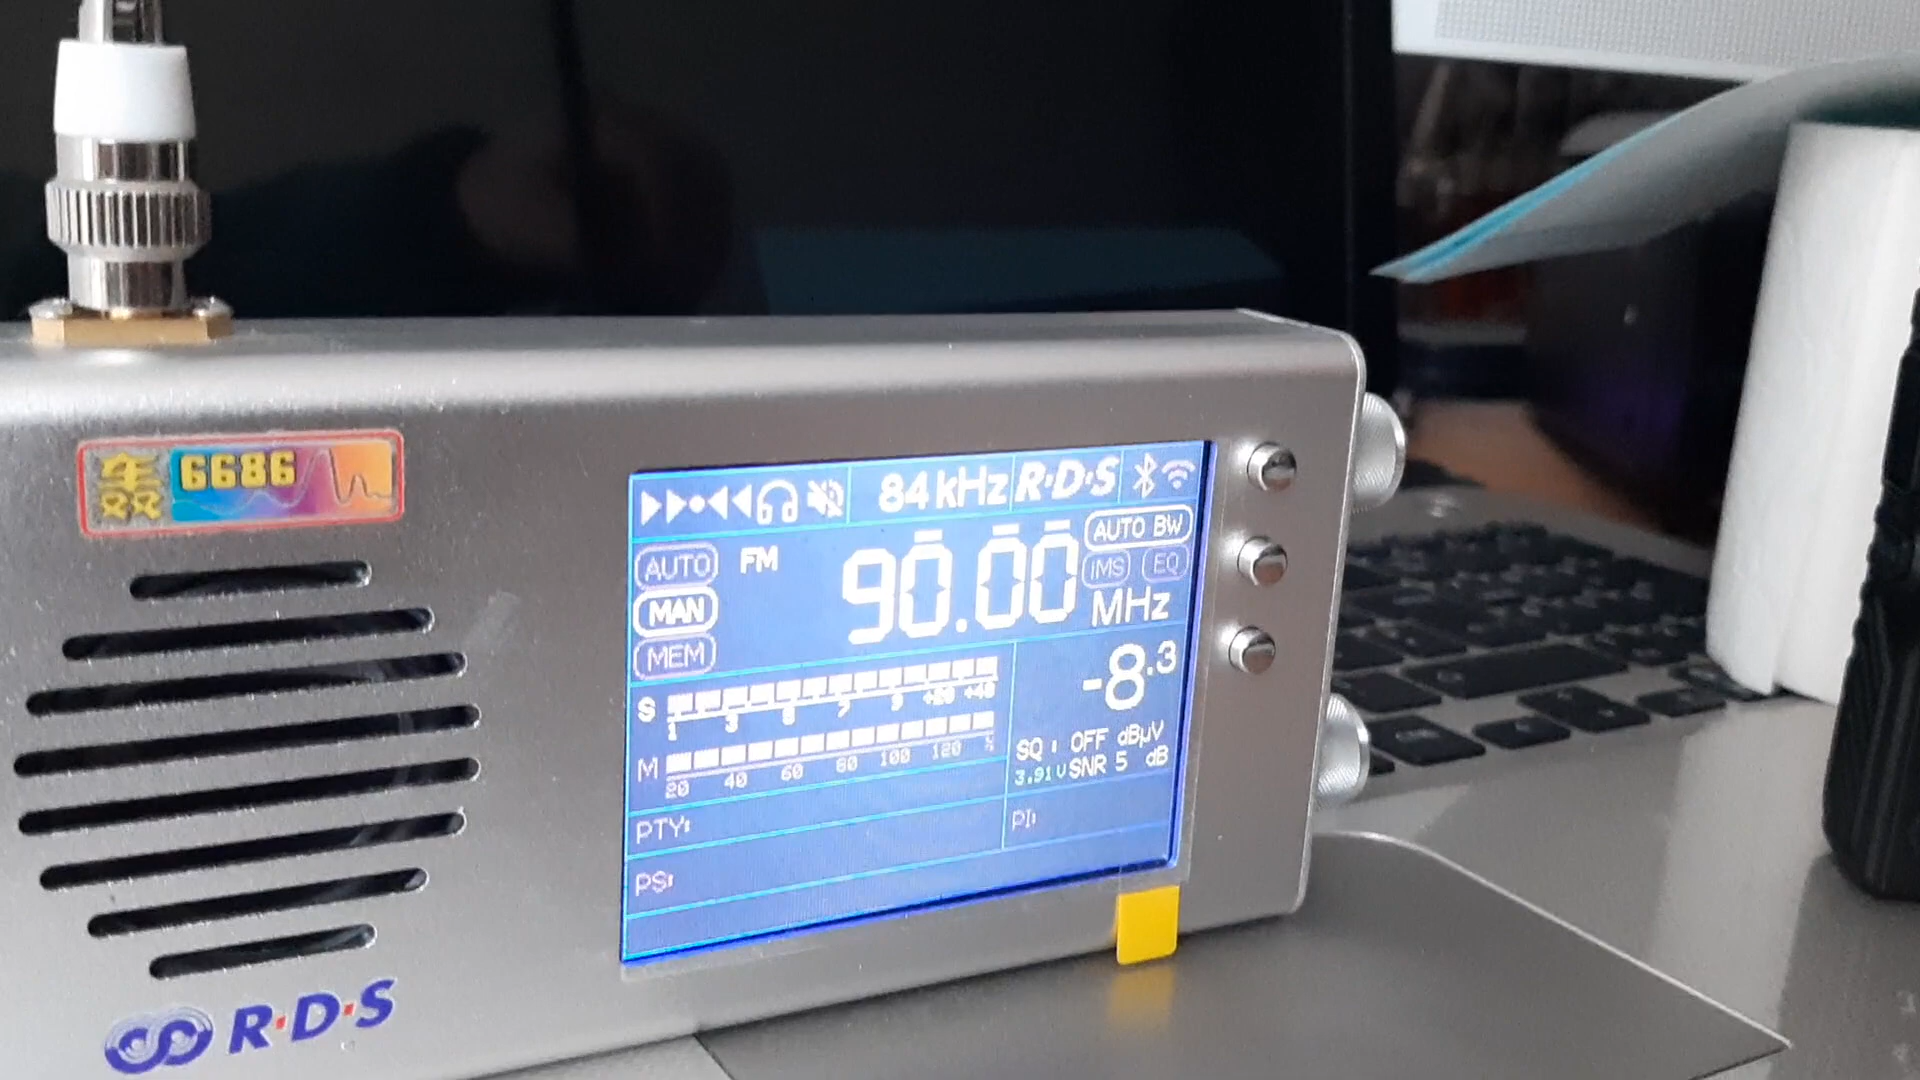 6686
R·D·S
84kHz R·D·S
AUTO FM 90.00 MHz AUTO BW
iMS EQ
MAN
MEM
S 1 3 5 7 9 +20 +40
-8.3
M 20 40 60 80 100 120 %
SQ: OFF dBµV
3.91V SNR 5 dB
PTY:
PI:
PS: